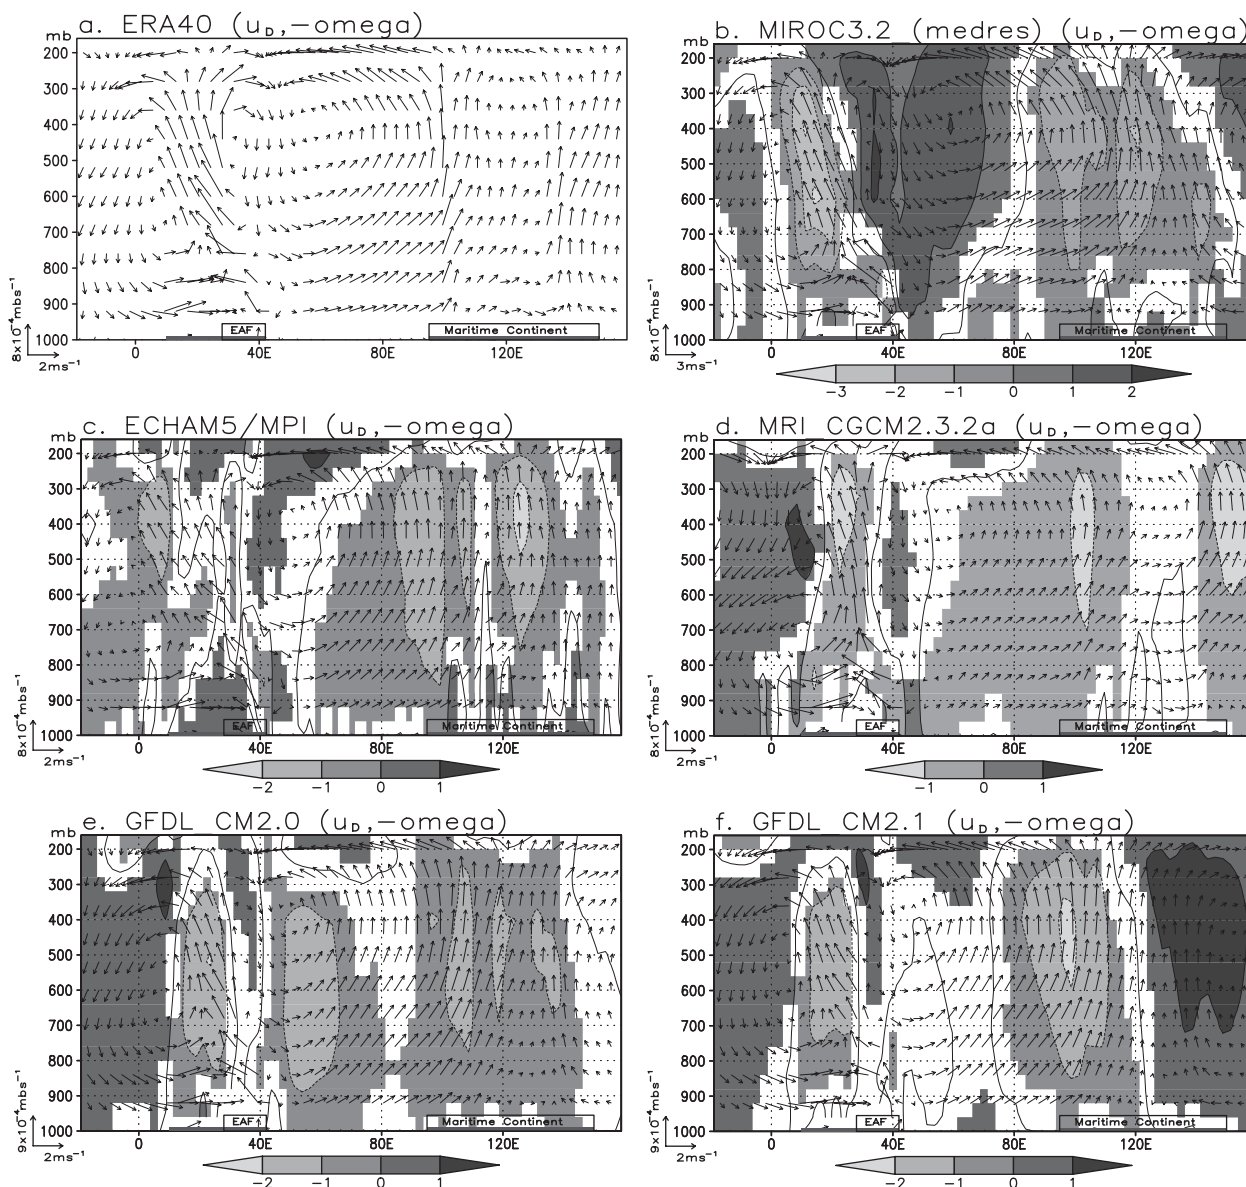 a. ERA40 (u_D,−omega)
mb
200
300
400
500
600
700
800
900
1000
EAF
Maritime Continent
0 40E 80E 120E
8x10⁻⁴mbs⁻¹
2ms⁻¹
b. MIROC3.2 (medres) (u_D,−omega)
mb
200
300
400
500
600
700
800
900
1000
EAF
Maritime Continent
0 40E 80E 120E
8x10⁻⁴mbs⁻¹
3ms⁻¹
−3 −2 −1 0 1 2
c. ECHAM5/MPI (u_D,−omega)
mb
200
300
400
500
600
700
800
900
1000
EAF
Maritime Continent
0 40E 80E 120E
8x10⁻⁴mbs⁻¹
2ms⁻¹
−2 −1 0 1
d. MRI CGCM2.3.2a (u_D,−omega)
mb
200
300
400
500
600
700
800
900
1000
EAF
Maritime Continent
0 40E 80E 120E
8x10⁻⁴mbs⁻¹
2ms⁻¹
−1 0 1
e. GFDL CM2.0 (u_D,−omega)
mb
200
300
400
500
600
700
800
900
1000
EAF
Maritime Continent
0 40E 80E 120E
9x10⁻⁴mbs⁻¹
2ms⁻¹
−2 −1 0 1
f. GFDL CM2.1 (u_D,−omega)
mb
200
300
400
500
600
700
800
900
1000
EAF
Maritime Continent
0 40E 80E 120E
9x10⁻⁴mbs⁻¹
2ms⁻¹
−2 −1 0 1